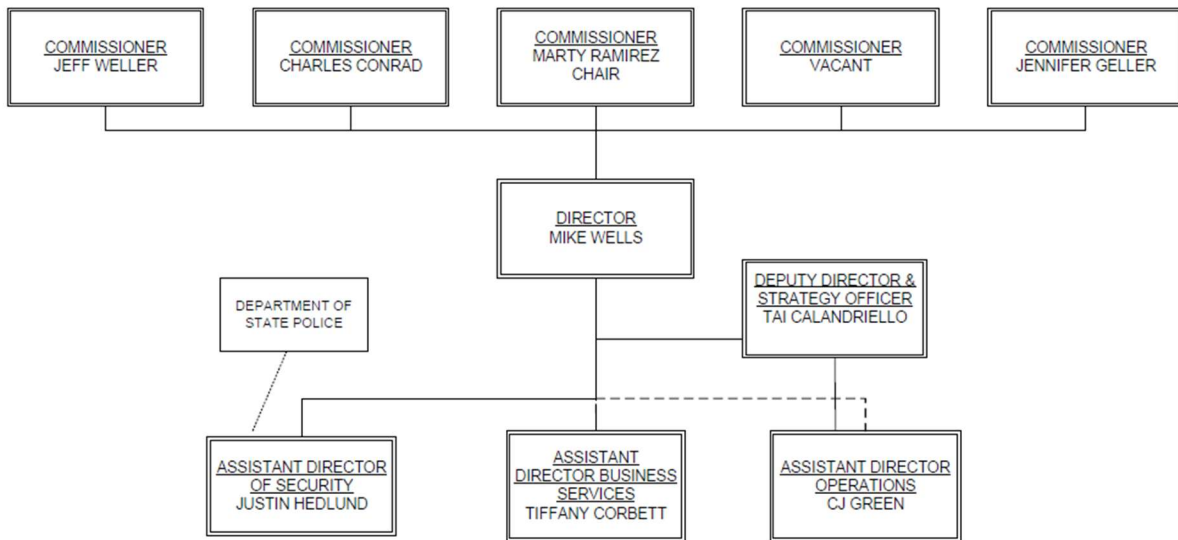 COMMISSIONER
JEFF WELLER
COMMISSIONER
CHARLES CONRAD
COMMISSIONER
MARTY RAMIREZ
CHAIR
COMMISSIONER
VACANT
COMMISSIONER
JENNIFER GELLER
DIRECTOR
MIKE WELLS
DEPUTY DIRECTOR &
STRATEGY OFFICER
TAI CALANDRIELLO
DEPARTMENT OF
STATE POLICE
ASSISTANT DIRECTOR
OF SECURITY
JUSTIN HEDLUND
ASSISTANT
DIRECTOR BUSINESS
SERVICES
TIFFANY CORBETT
ASSISTANT DIRECTOR
OPERATIONS
CJ GREEN